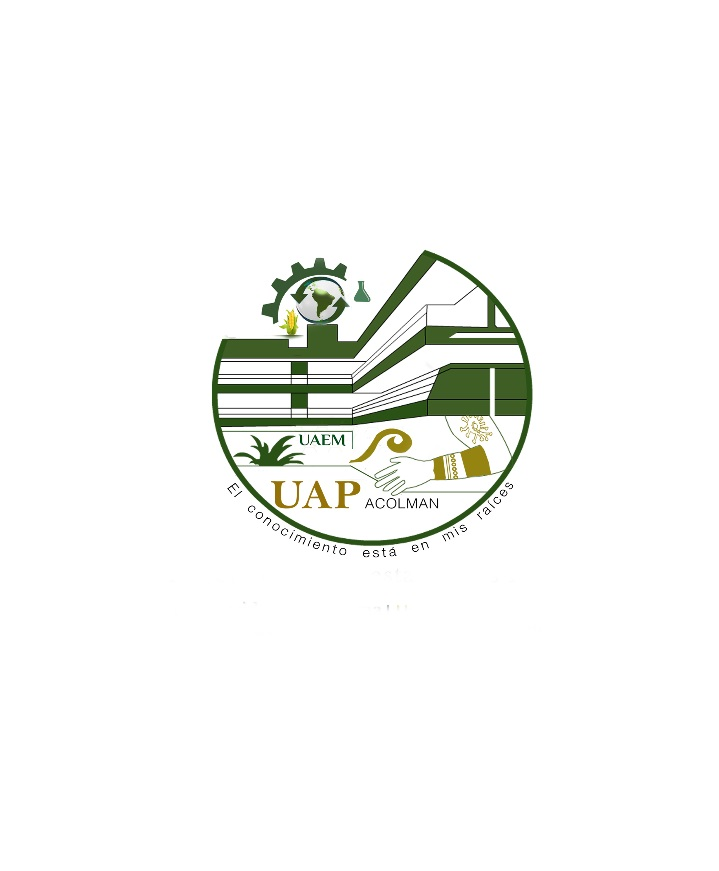 UAEM
UAP ACOLMAN
El conocimiento está en mis raíces